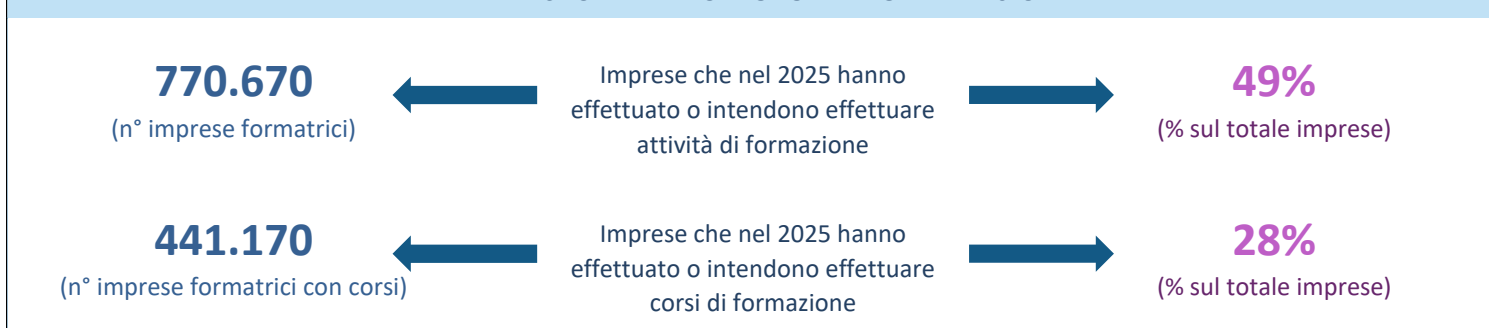 770.670
(n° imprese formatrici)
Imprese che nel 2025 hanno
effettuato o intendono effettuare
attività di formazione
49%
(% sul totale imprese)
441.170
(n° imprese formatrici con corsi)
Imprese che nel 2025 hanno
effettuato o intendono effettuare
corsi di formazione
28%
(% sul totale imprese)